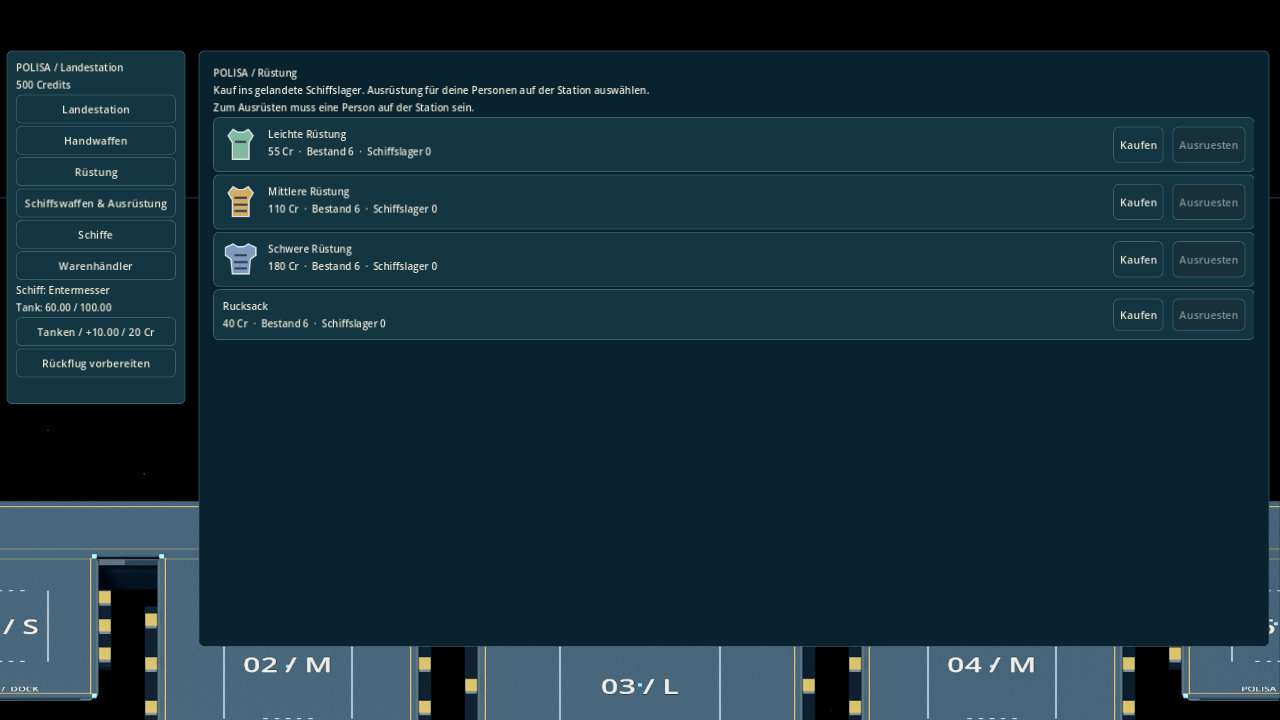 POLISA / Landestation
500 Credits
Landestation
Handwaffen
Rüstung
Schiffswaffen & Ausrüstung
Schiffe
Warenhändler
Schiff: Entermesser
Tank: 60.00 / 100.00
Tanken / +10.00 / 20 Cr
Rückflug vorbereiten
POLISA / Rüstung
Kauf ins gelandete Schiffslager. Ausrüstung für deine Personen auf der Station auswählen.
Zum Ausrüsten muss eine Person auf der Station sein.
Leichte Rüstung
55 Cr · Bestand 6 · Schiffslager 0
Kaufen
Ausruesten
Mittlere Rüstung
110 Cr · Bestand 6 · Schiffslager 0
Kaufen
Ausruesten
Schwere Rüstung
180 Cr · Bestand 6 · Schiffslager 0
Kaufen
Ausruesten
Rucksack
40 Cr · Bestand 6 · Schiffslager 0
Kaufen
Ausruesten
/ S
/ DOCK
02 / M
03 / L
04 / M
POLISA